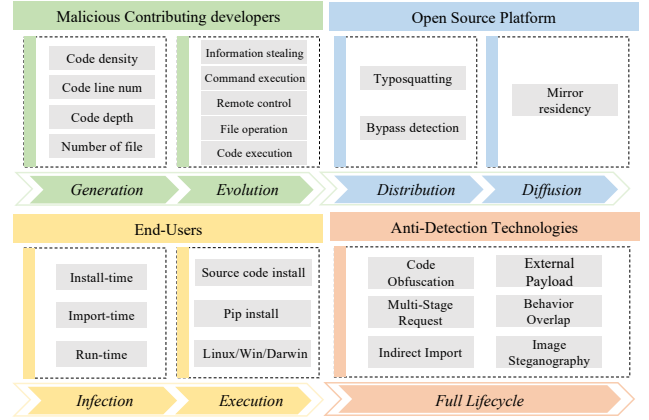 Malicious Contributing developers
Code density
Code line num
Code depth
Number of file
Information stealing
Command execution
Remote control
File operation
Code execution
Generation
Evolution
Open Source Platform
Typosquatting
Bypass detection
Mirror
residency
Distribution
Diffusion
End-Users
Install-time
Import-time
Run-time
Source code install
Pip install
Linux/Win/Darwin
Infection
Execution
Anti-Detection Technologies
Code
Obfuscation
Multi-Stage
Request
Indirect Import
External
Payload
Behavior
Overlap
Image
Steganography
Full Lifecycle